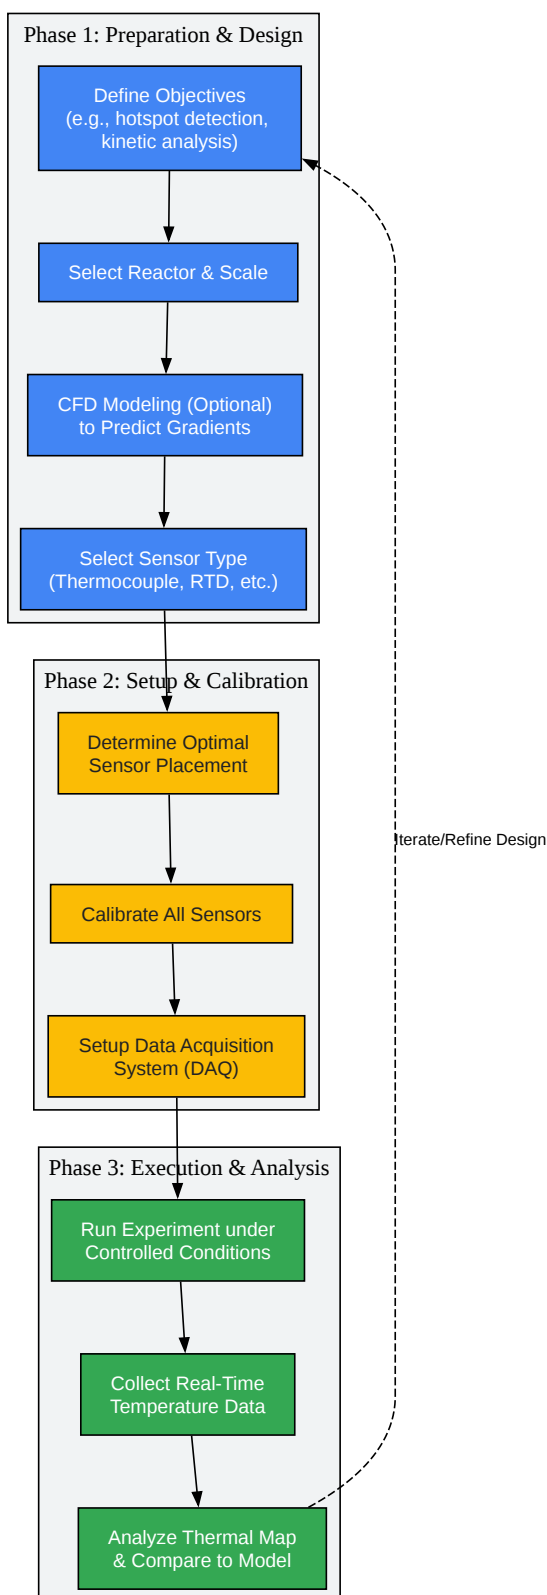 Phase 1: Preparation & Design
Define Objectives
(e.g., hotspot detection,
kinetic analysis)
Select Reactor & Scale
CFD Modeling (Optional)
to Predict Gradients
Select Sensor Type
(Thermocouple, RTD, etc.)
Phase 2: Setup & Calibration
Determine Optimal
Sensor Placement
Iterate/Refine Design
Calibrate All Sensors
Setup Data Acquisition
System (DAQ)
Phase 3: Execution & Analysis
Run Experiment under
Controlled Conditions
Collect Real-Time
Temperature Data
Analyze Thermal Map
& Compare to Model